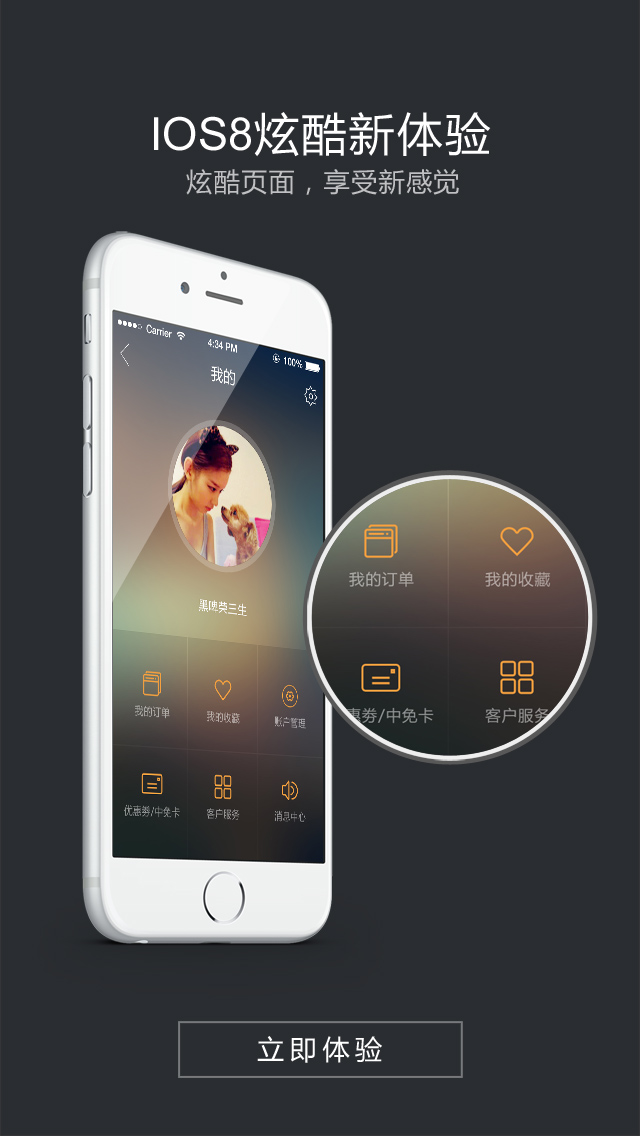 IOS8炫酷新体验
炫酷页面，享受新感觉
Carrier
4:34 PM
100%
我的
黑啤荣三生
我的订单
我的收藏
账户管理
优惠券/中免卡
客户服务
消息中心
我的订单
我的收藏
惠券/中免卡
客户服务
立即体验